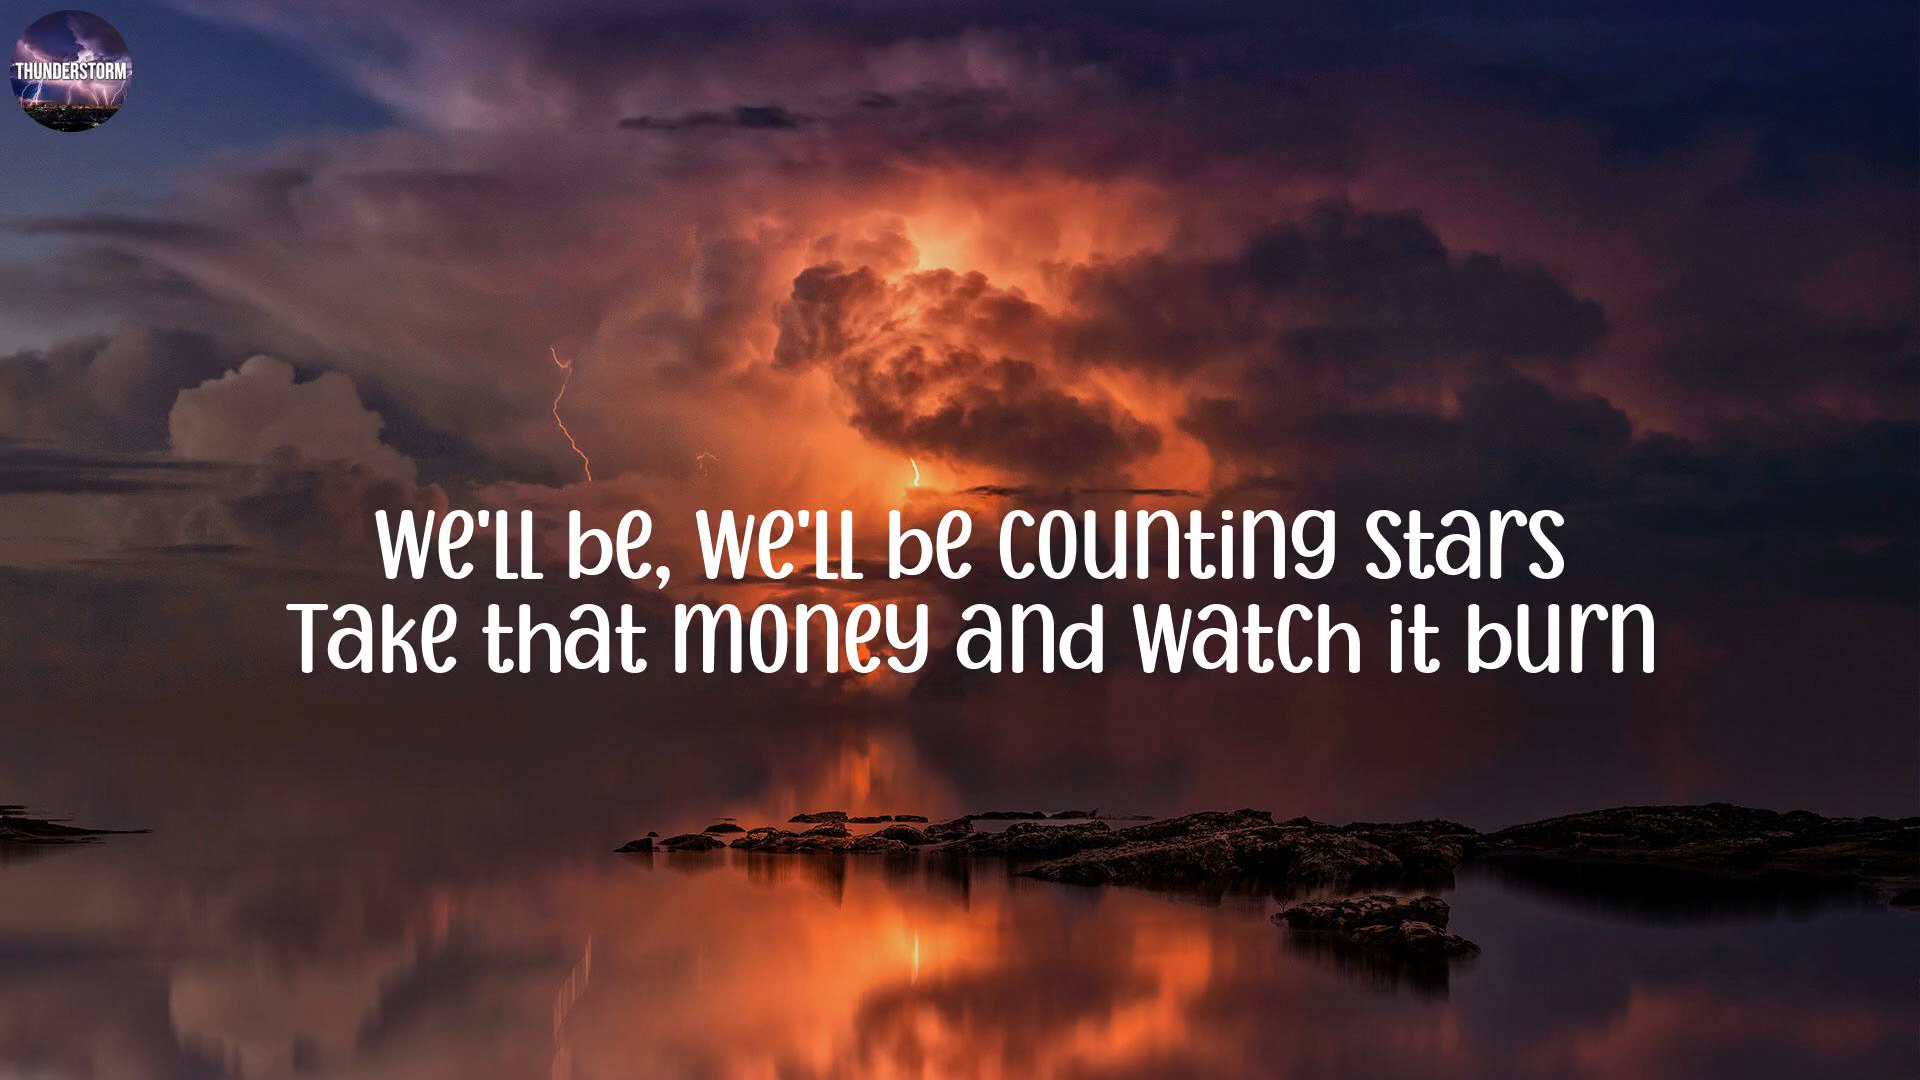 THUNDERSTORM
We'll be, we'll be counting stars
Take that money and watch it burn